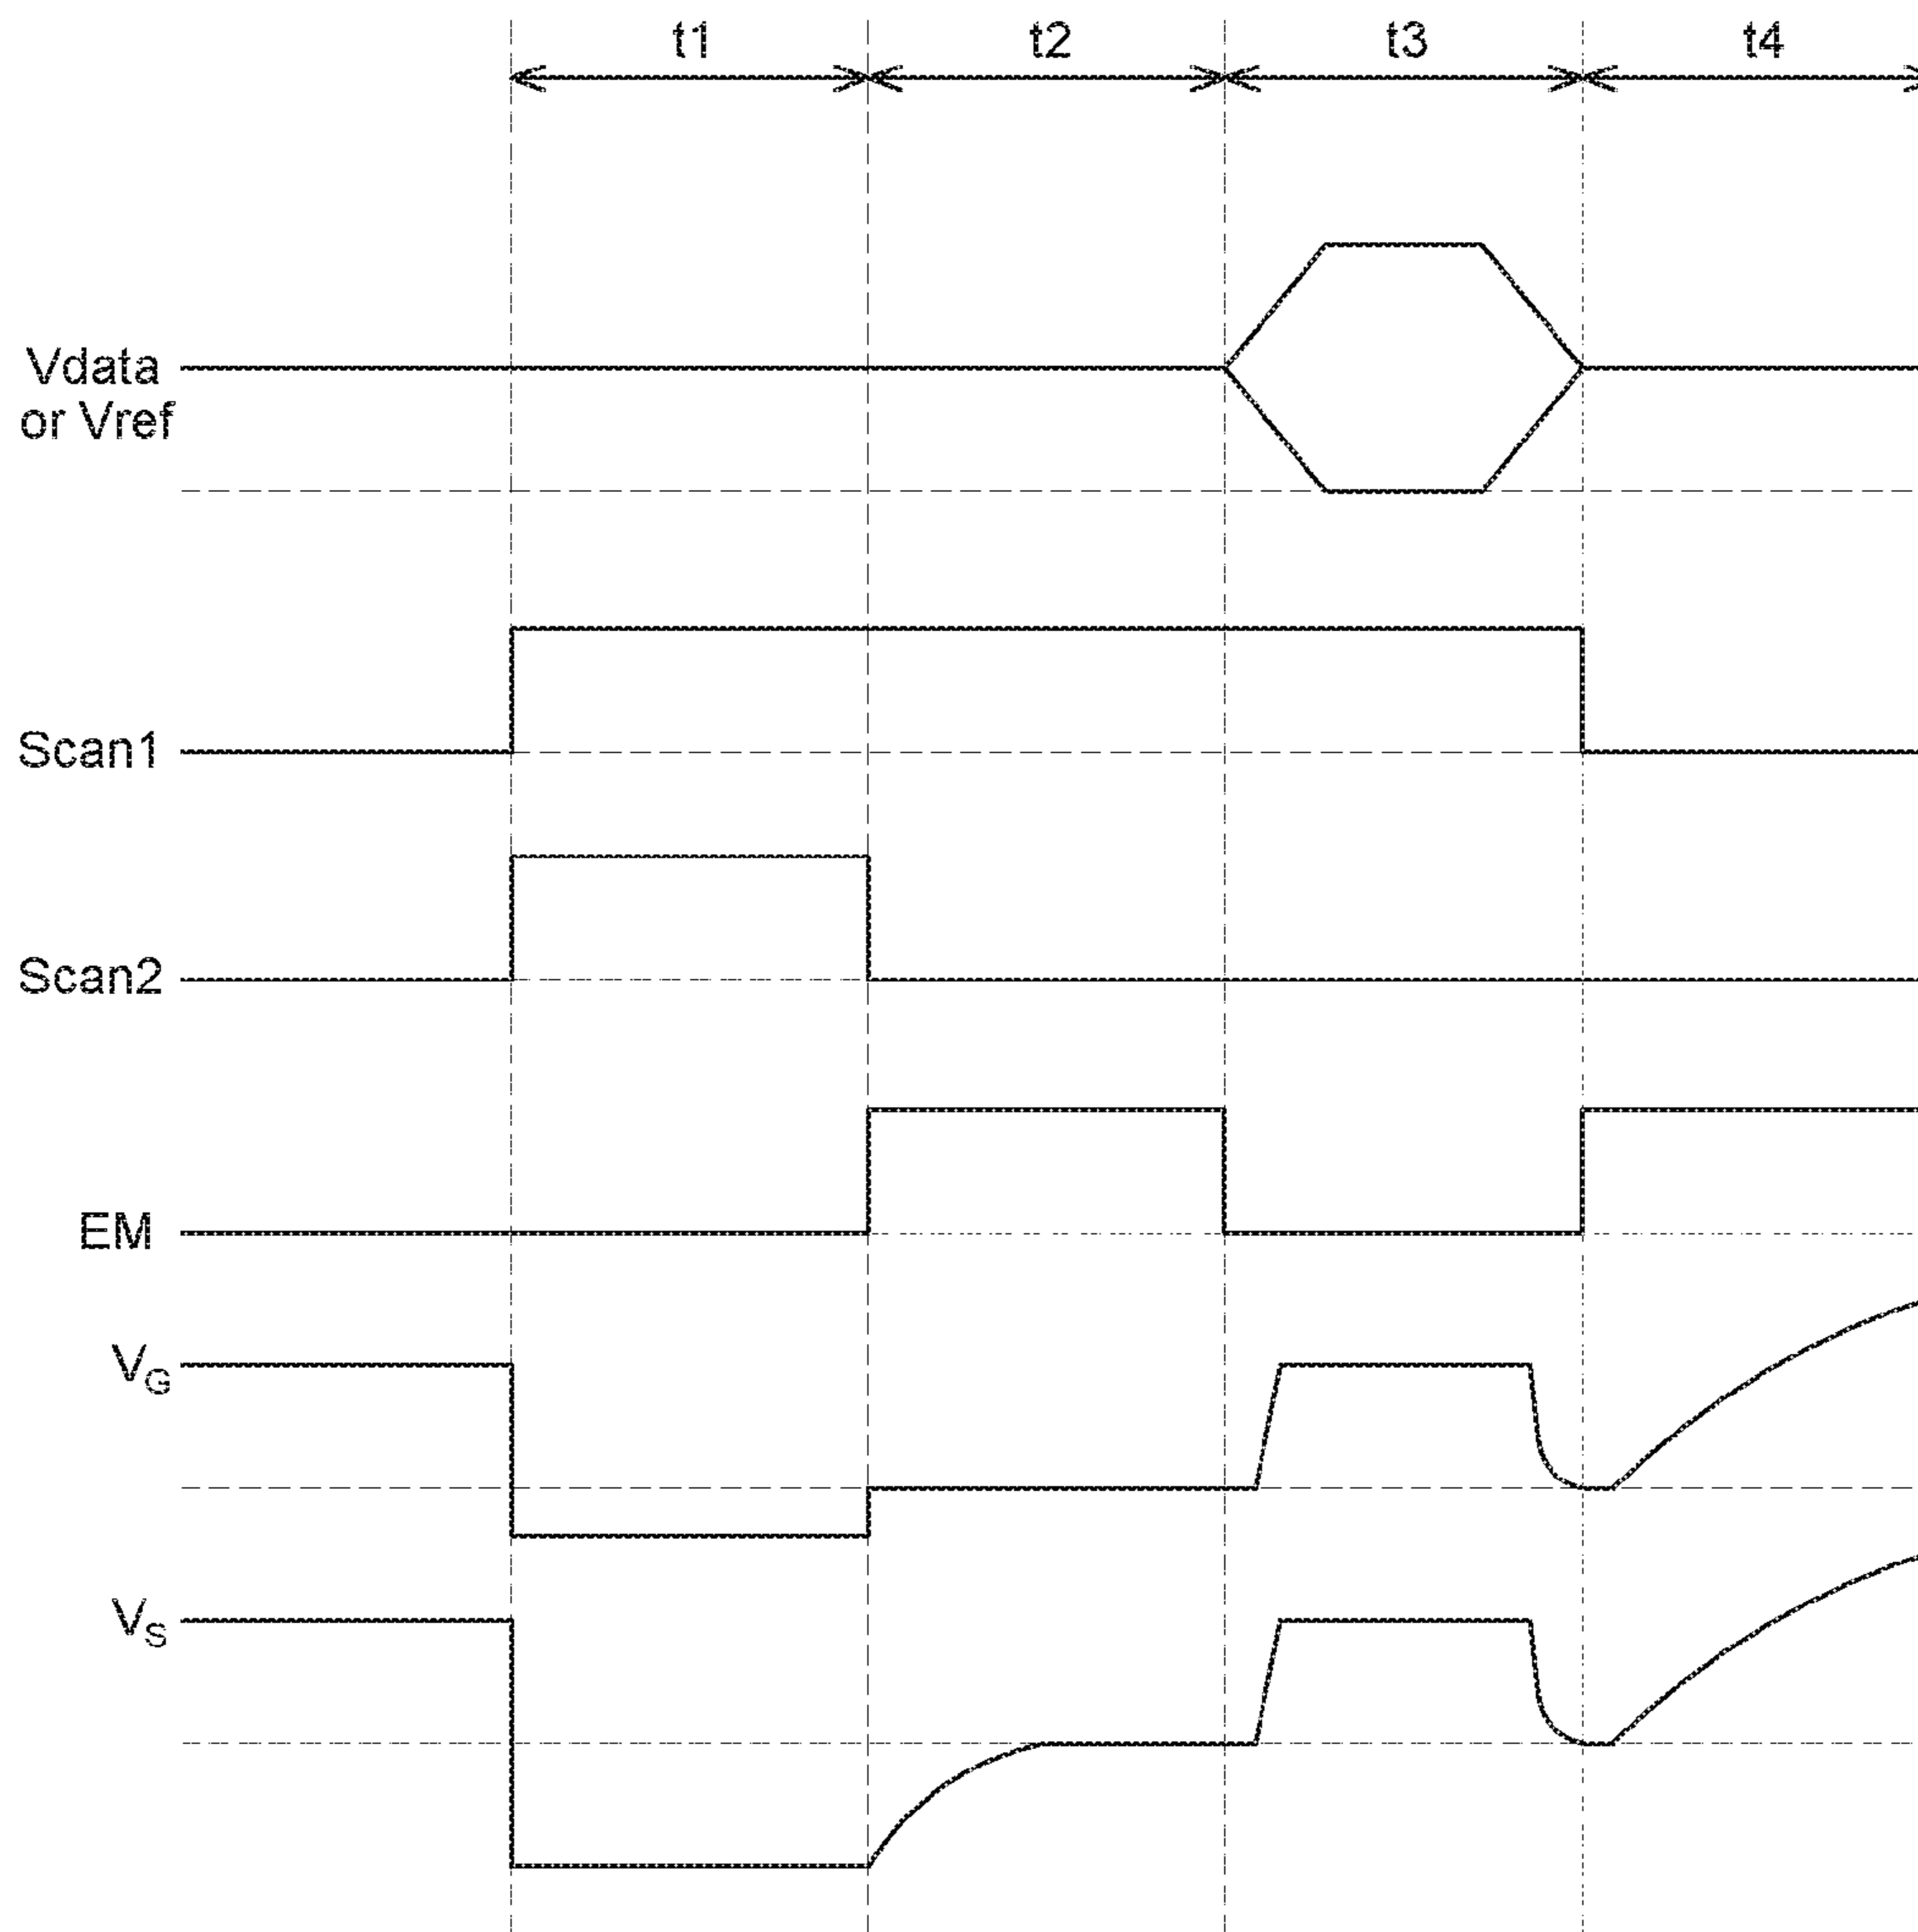 t1 t2 t3 t4
Vdata
or Vref
Scan1
Scan2
EM
VG
VS